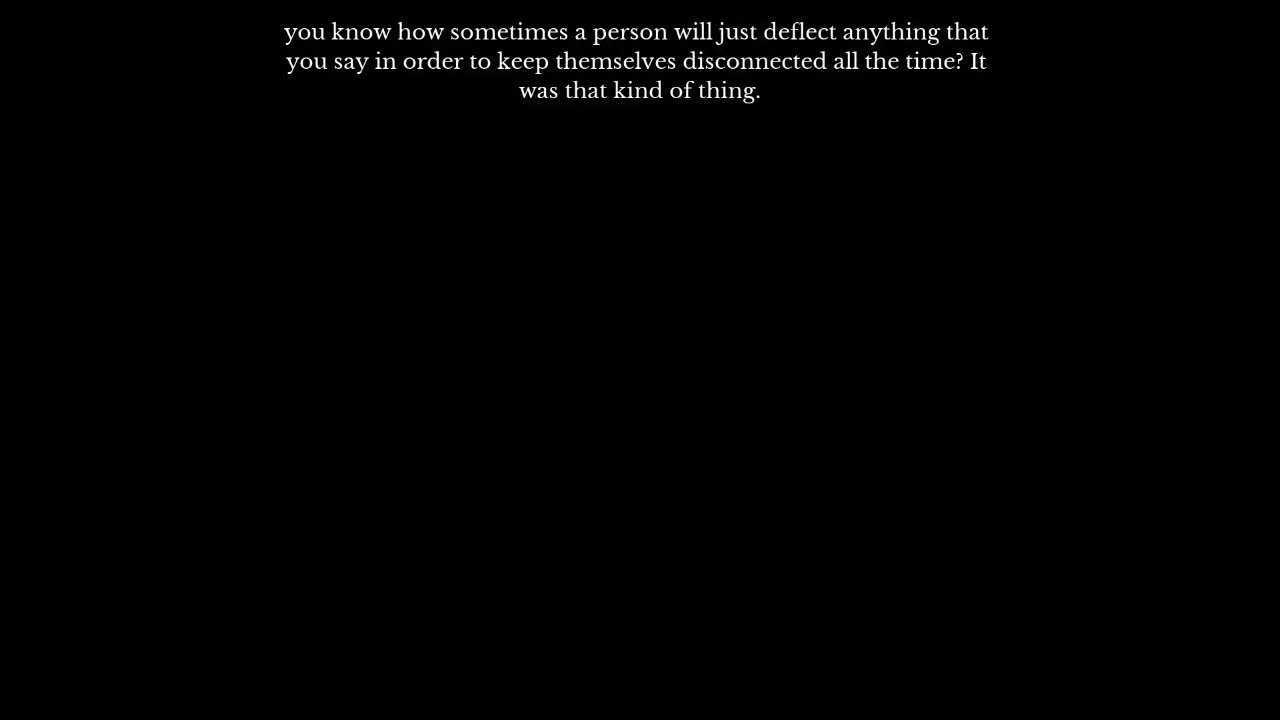 you know how sometimes a person will just deflect anything that
you say in order to keep themselves disconnected all the time? It
was that kind of thing.